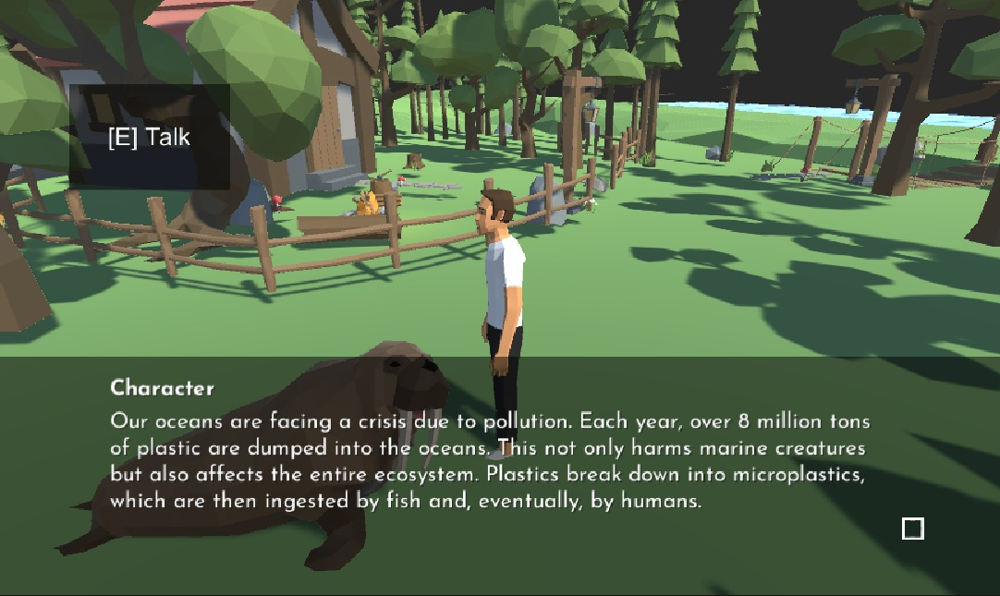 [E] Talk
Character
Our oceans are facing a crisis due to pollution. Each year, over 8 million tons
of plastic are dumped into the oceans. This not only harms marine creatures
but also affects the entire ecosystem. Plastics break down into microplastics,
which are then ingested by fish and, eventually, by humans.